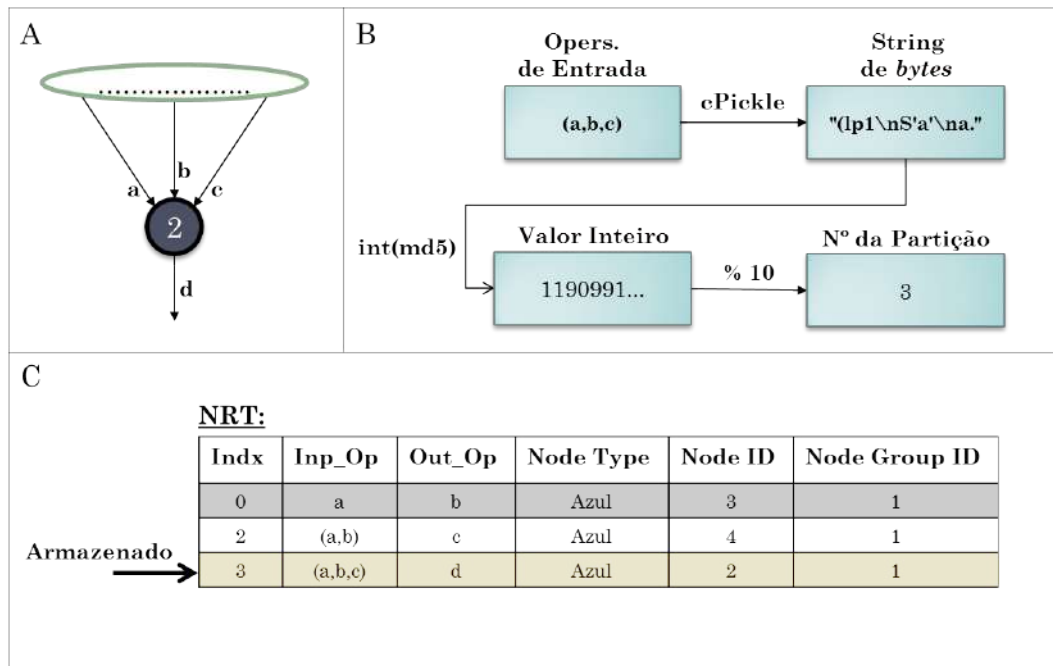 A
a
b
c
2
d
B
Opers.
de Entrada
(a,b,c)
cPickle
String
de bytes
"(lp1\nS'a'\na."
int(md5)
Valor Inteiro
1190991...
% 10
Nº da Partição
3
C
NRT:
Indx Inp_Op Out_Op Node Type Node ID Node Group ID
0 a b Azul 3 1
2 (a,b) c Azul 4 1
Armazenado
3 (a,b,c) d Azul 2 1